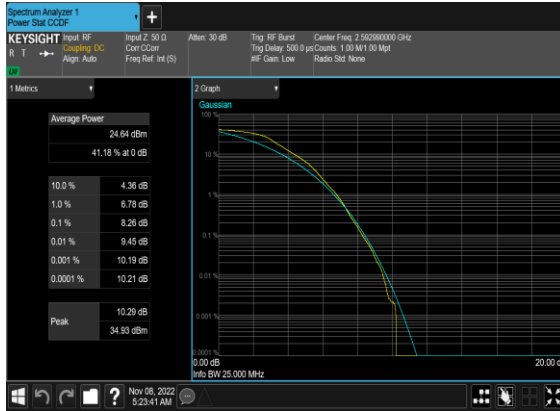 Spectrum Analyzer 1
Power Stat CCDF
+
KEYSIGHT
R T
LU
Input: RF
Coupling: DC
Align: Auto
Input Z: 50 Ω
Corr CCorr
Freq Ref: Int (S)
Atten: 30 dB
Trig: RF Burst
Trig Delay: 500.0 µs
#IF Gain: Low
Center Freq: 2.592990000 GHz
Counts: 1.00 M/1.00 Mpt
Radio Std: None
1 Metrics
Average Power
24.64 dBm
41.18 % at 0 dB
10.0 % 4.36 dB
1.0 % 6.78 dB
0.1 % 8.26 dB
0.01 % 9.45 dB
0.001 % 10.19 dB
0.0001 % 10.21 dB
Peak
10.29 dB
34.93 dBm
2 Graph
Gaussian
100 %
10 %
1 %
0.1 %
0.01 %
0.001 %
0.0001 %
0.00 dB
20.00 d
Info BW 25.000 MHz
?
Nov 08, 2022
5:23:41 AM